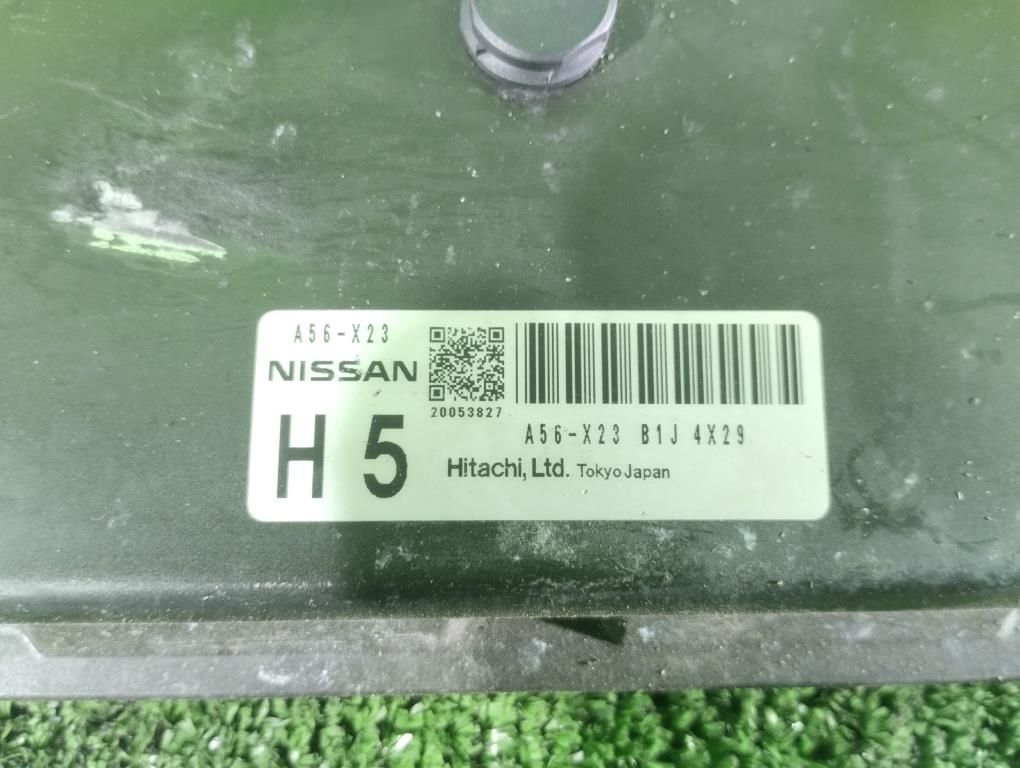 A56-X23
NISSAN
20053827
H 5
A56-X23 B1J 4X29
Hitachi, Ltd. Tokyo Japan